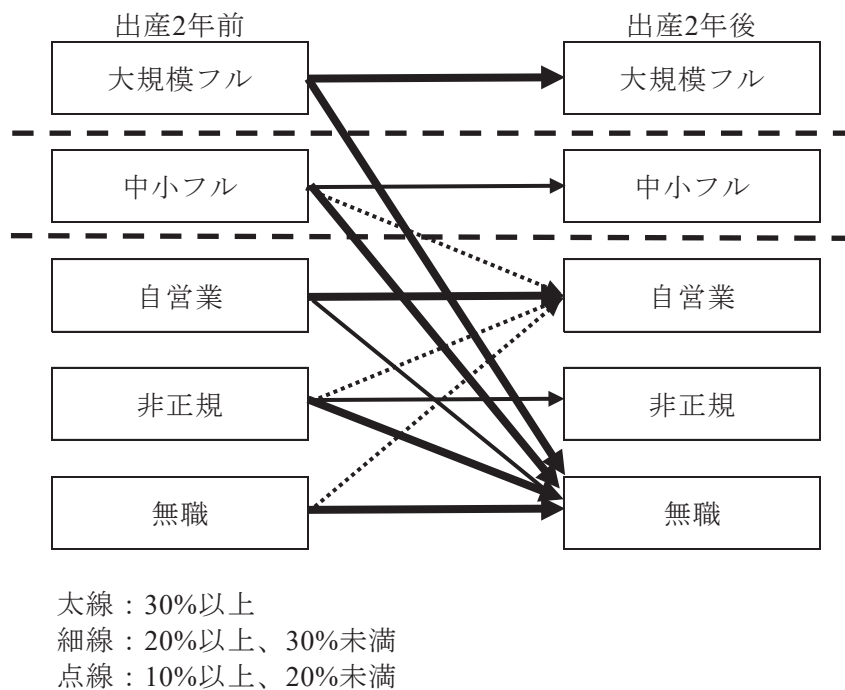 出産2年前 出産2年後
大規模フル 大規模フル
中小フル 中小フル
自営業 自営業
非正規 非正規
無職 無職
太線：30%以上
細線：20%以上、30%未満
点線：10%以上、20%未満